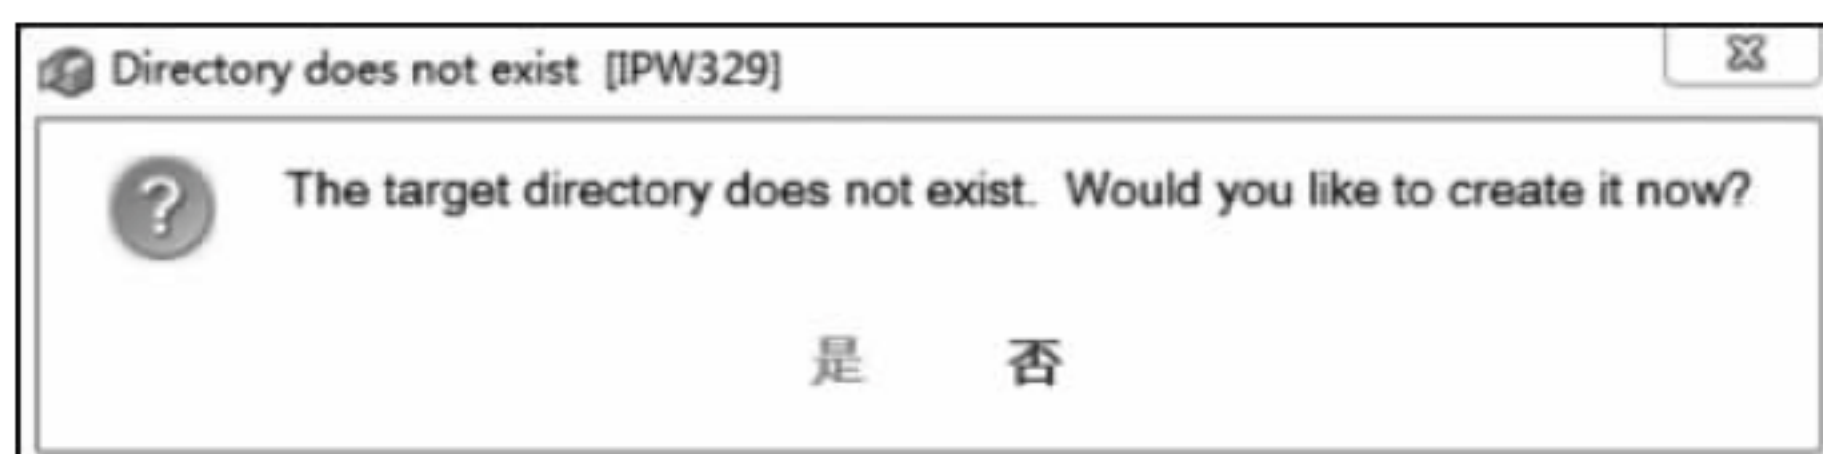 Directory does not exist [IPW329]
The target directory does not exist. Would you like to create it now?
是 否